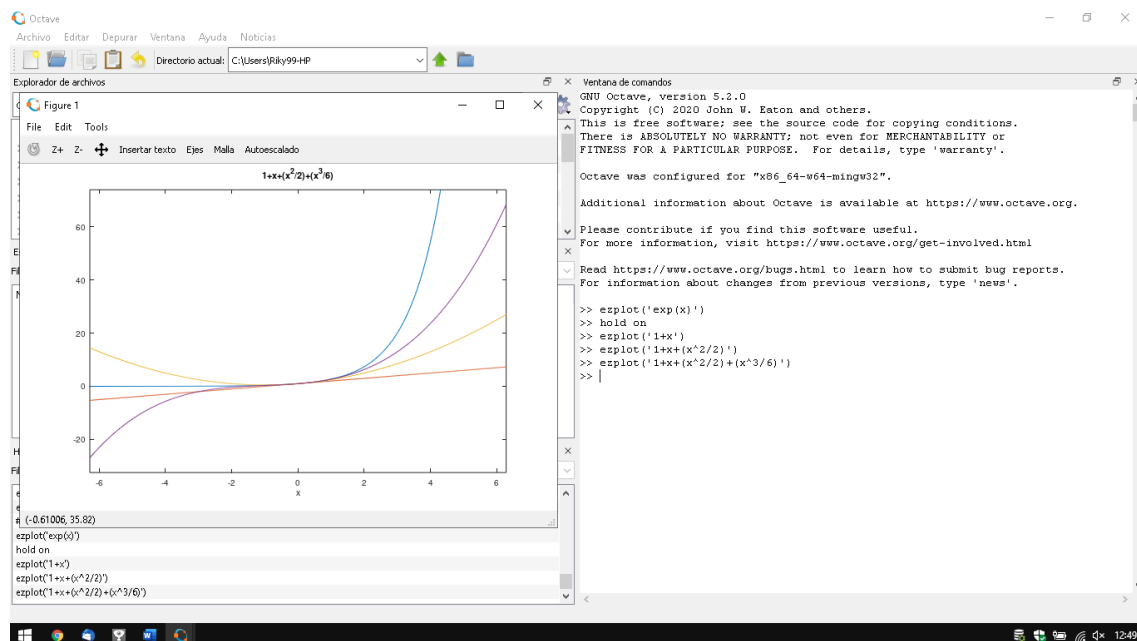 Octave
Archivo Editar Depurar Ventana Ayuda Noticias
Directorio actual: C:\Users\Riky99-HP
Explorador de archivos
Figure 1
File Edit Tools
Z+ Z- Insertar texto Ejes Malla Autoescalado
1+x+(x^2/2)+(x^3/6)
60
40
20
0
-20
-6 -4 -2 0 2 4 6
x
(-0.61006, 35.82)
ezplot('exp(x)')
hold on
ezplot('1+x')
ezplot('1+x+(x^2/2)')
ezplot('1+x+(x^2/2)+(x^3/6)')
Ventana de comandos
GNU Octave, version 5.2.0
Copyright (C) 2020 John W. Eaton and others.
This is free software; see the source code for copying conditions.
There is ABSOLUTELY NO WARRANTY; not even for MERCHANTABILITY or
FITNESS FOR A PARTICULAR PURPOSE.  For details, type 'warranty'.
Octave was configured for "x86_64-w64-mingw32".
Additional information about Octave is available at https://www.octave.org.
Please contribute if you find this software useful.
For more information, visit https://www.octave.org/get-involved.html
Read https://www.octave.org/bugs.html to learn how to submit bug reports.
For information about changes from previous versions, type 'news'.
>> ezplot('exp(x)')
>> hold on
>> ezplot('1+x')
>> ezplot('1+x+(x^2/2)')
>> ezplot('1+x+(x^2/2)+(x^3/6)')
>>
12:49